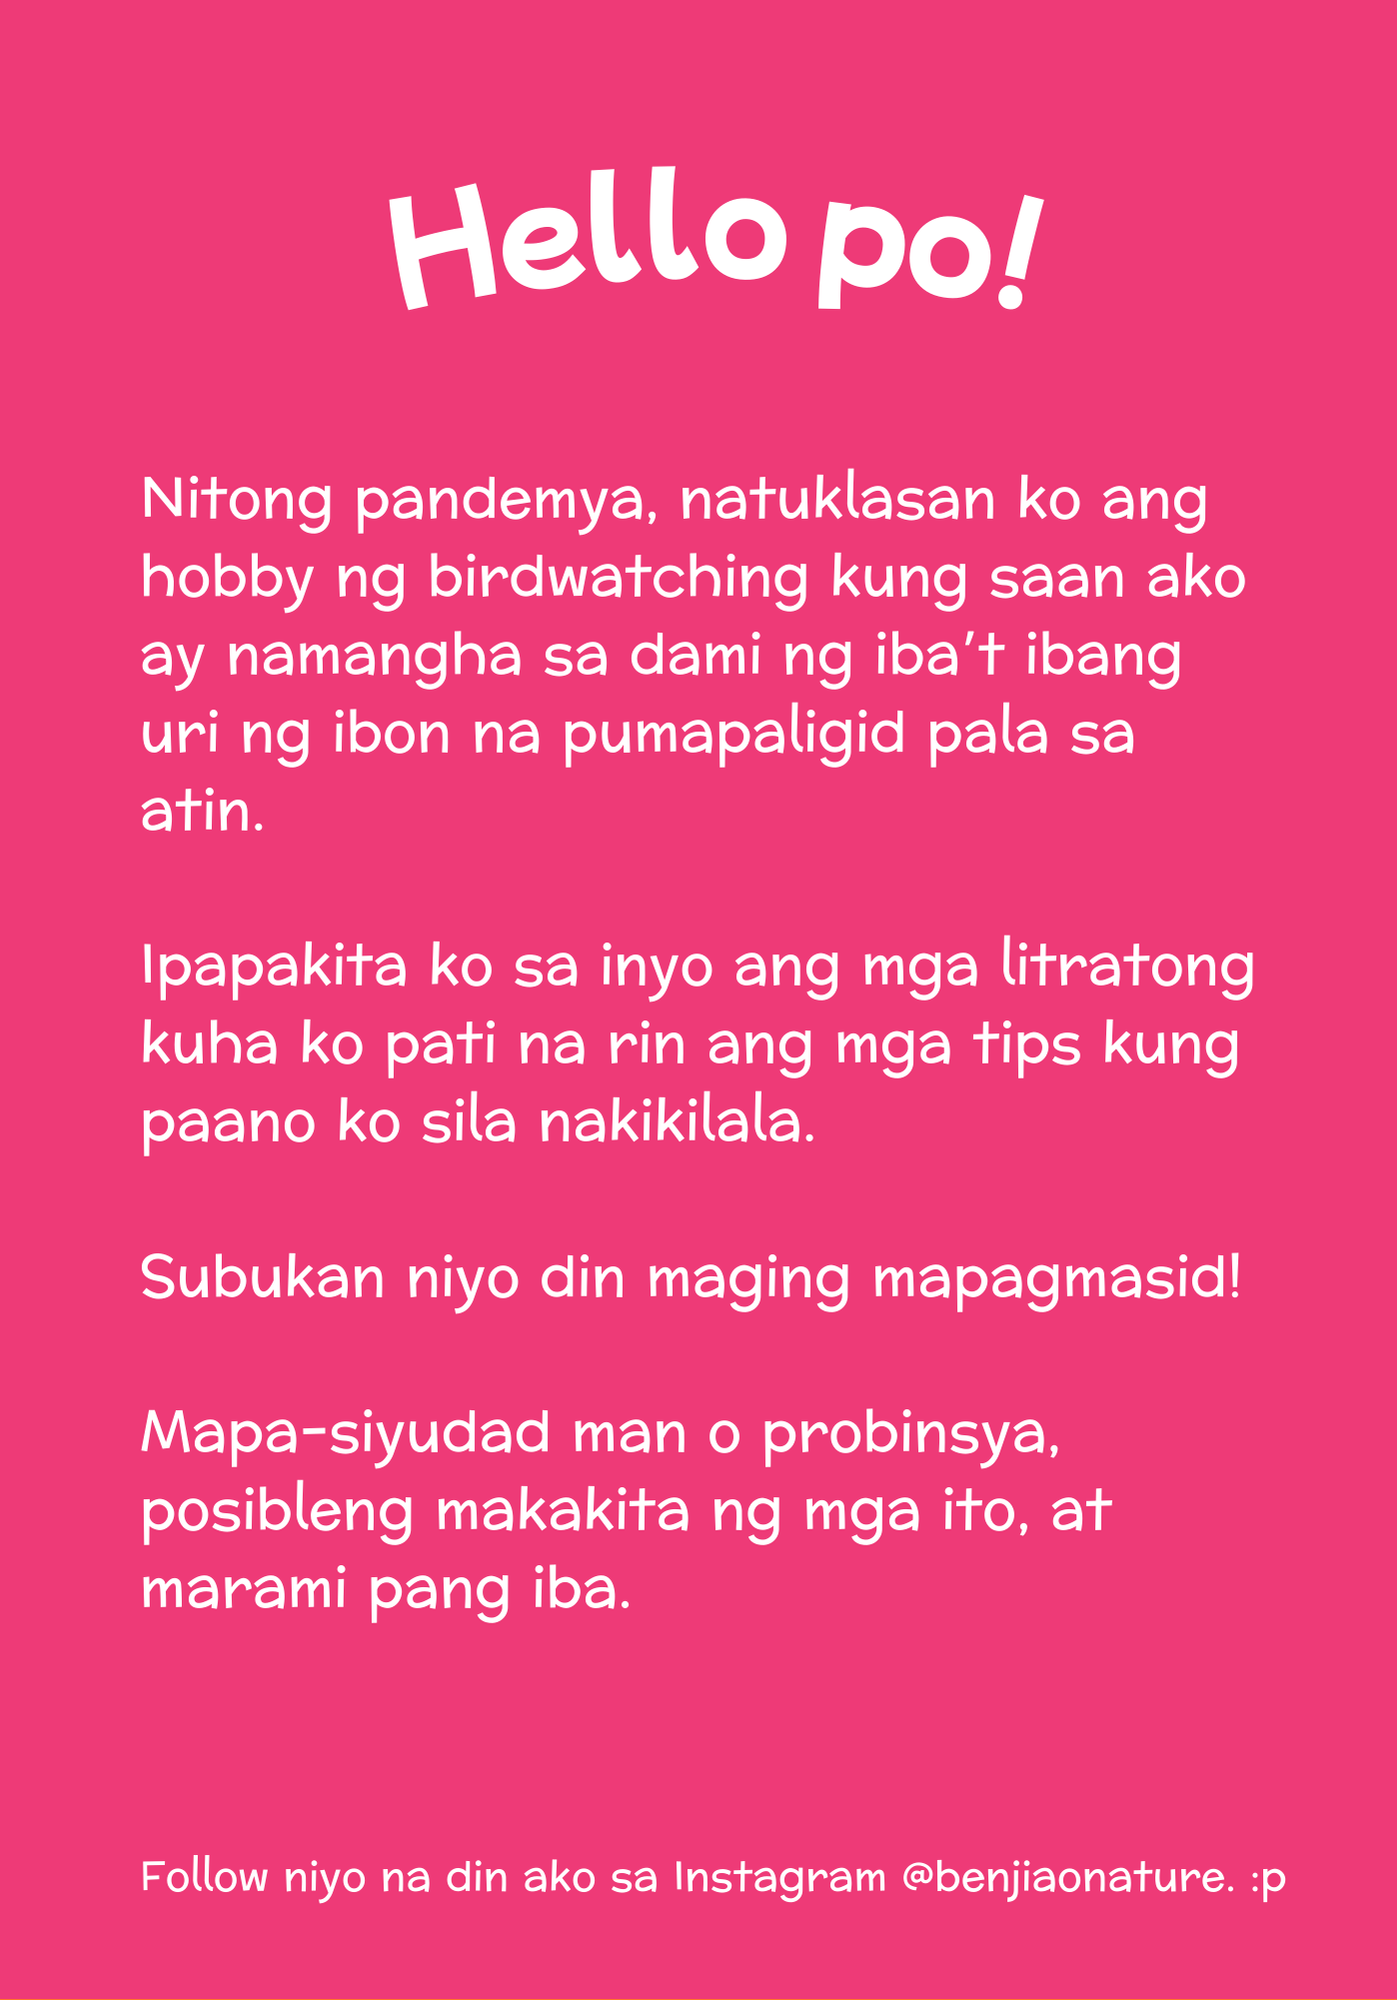 Hello po!
Nitong pandemya, natuklasan ko ang
hobby ng birdwatching kung saan ako
ay namangha sa dami ng iba't ibang
uri ng ibon na pumapaligid pala sa
atin.
Ipapakita ko sa inyo ang mga litratong
kuha ko pati na rin ang mga tips kung
paano ko sila nakikilala.
Subukan niyo din maging mapagmasid!
Mapa-siyudad man o probinsya,
posibleng makakita ng mga ito, at
marami pang iba.
Follow niyo na din ako sa Instagram @benjiaonature. :p